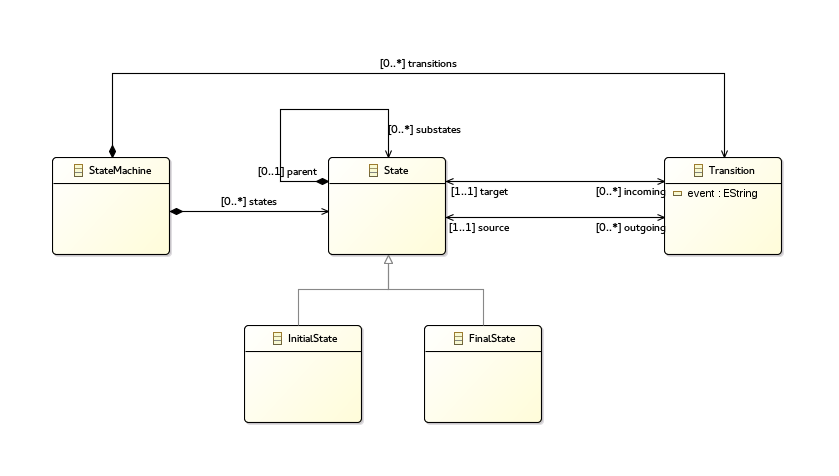 [0..*] transitions
[0..*] substates
[0..1] parent
StateMachine
State
Transition
[1..1] target
[0..*] incoming
event : EString
[0..*] states
[1..1] source
[0..*] outgoing
InitialState
FinalState